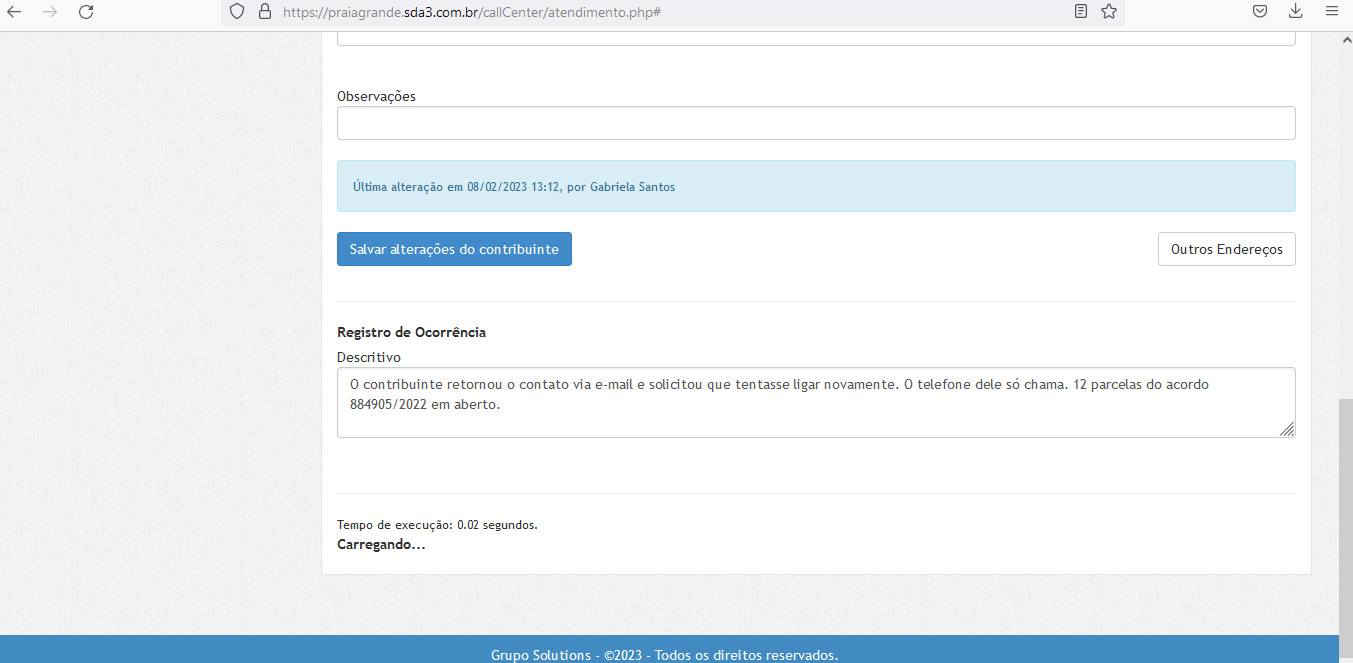 https://praiagrande.sda3.com.br/callCenter/atendimento.php#
Observações
Última alteração em 08/02/2023 13:12, por Gabriela Santos
Salvar alterações do contribuinte
Outros Endereços
Registro de Ocorrência
Descritivo
O contribuinte retornou o contato via e-mail e solicitou que tentasse ligar novamente. O telefone dele só chama. 12 parcelas do acordo
884905/2022 em aberto.
Tempo de execução: 0.02 segundos.
Carregando...
Grupo Solutions - ©2023 - Todos os direitos reservados.